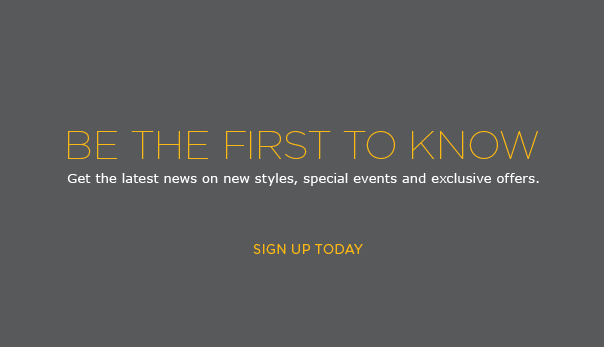 BE THE FIRST TO KNOW
Get the latest news on new styles, special events and exclusive offers.
SIGN UP TODAY